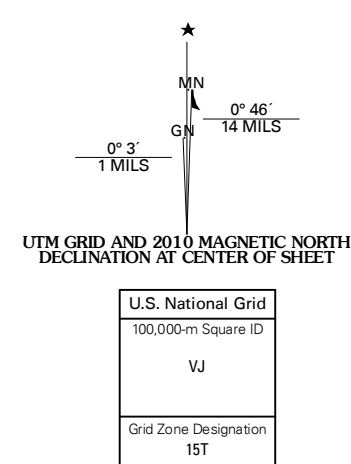 MN
0° 46´
14 MILS
GN
0° 3´
1 MILS
UTM GRID AND 2010 MAGNETIC NORTH
DECLINATION AT CENTER OF SHEET
U.S. National Grid
100,000-m Square ID
VJ
Grid Zone Designation
15T